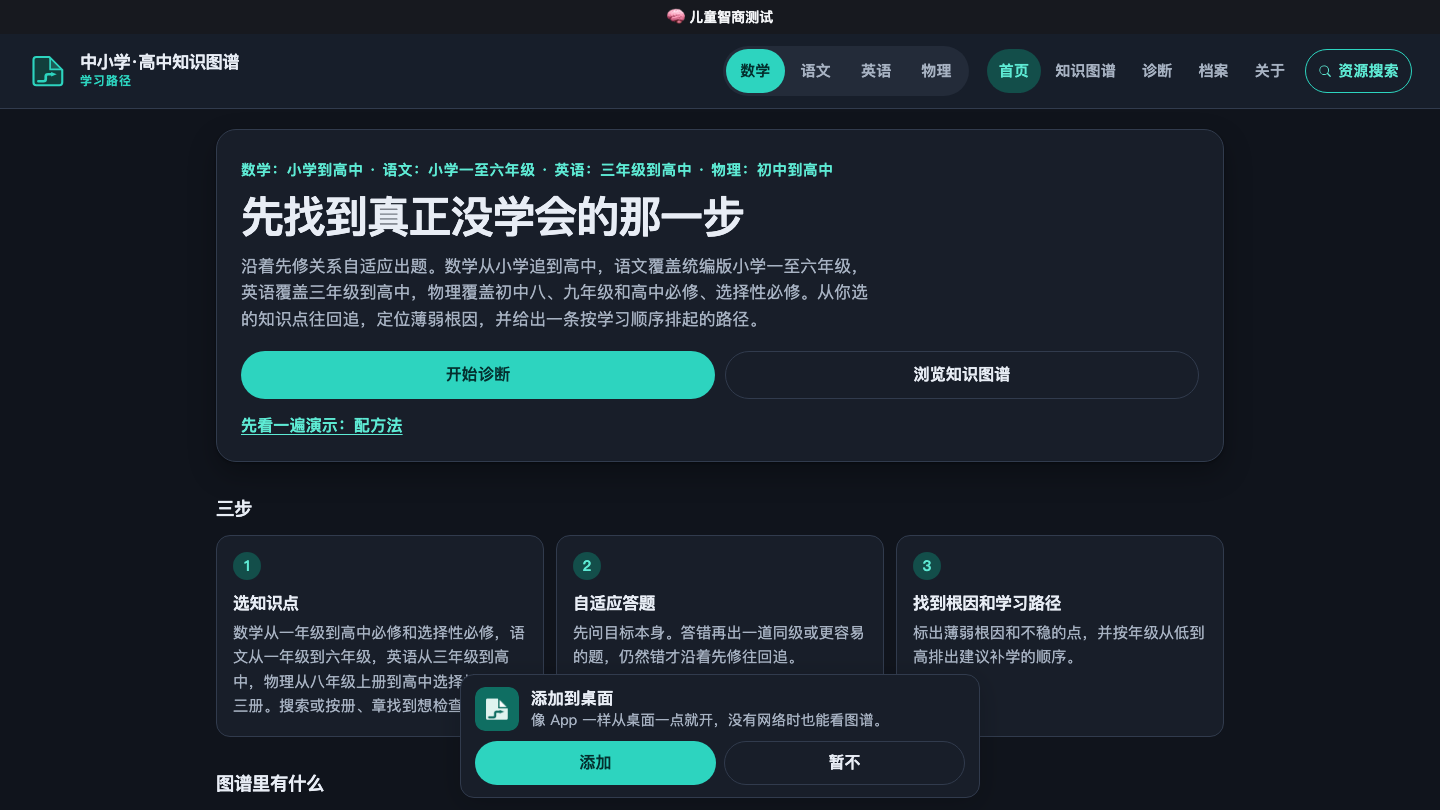 🧠 儿童智商测试
中小学·高中知识图谱
学习路径
数学 语文 英语 物理 首页 知识图谱 诊断 档案 关于 资源搜索
数学：小学到高中 · 语文：小学一至六年级 · 英语：三年级到高中 · 物理：初中到高中
先找到真正没学会的那一步
沿着先修关系自适应出题。数学从小学追到高中，语文覆盖统编版小学一至六年级，
英语覆盖三年级到高中，物理覆盖初中八、九年级和高中必修、选择性必修。从你选
的知识点往回追，定位薄弱根因，并给出一条按学习顺序排起的路径。
开始诊断
浏览知识图谱
先看一遍演示：配方法
三步
1
选知识点
数学从一年级到高中必修和选择性必修，语
文从一年级到六年级，英语从三年级到高
中，物理从八年级上册到高中选择
三册。搜索或按册、章找到想检查
2
自适应答题
先问目标本身。答错再出一道同级或更容易
的题，仍然错才沿着先修往回追。
3
找到根因和学习路径
标出薄弱根因和不稳的点，并按年级从低到
高排出建议补学的顺序。
添加到桌面
像 App 一样从桌面一点就开，没有网络时也能看图谱。
添加
暂不
图谱里有什么